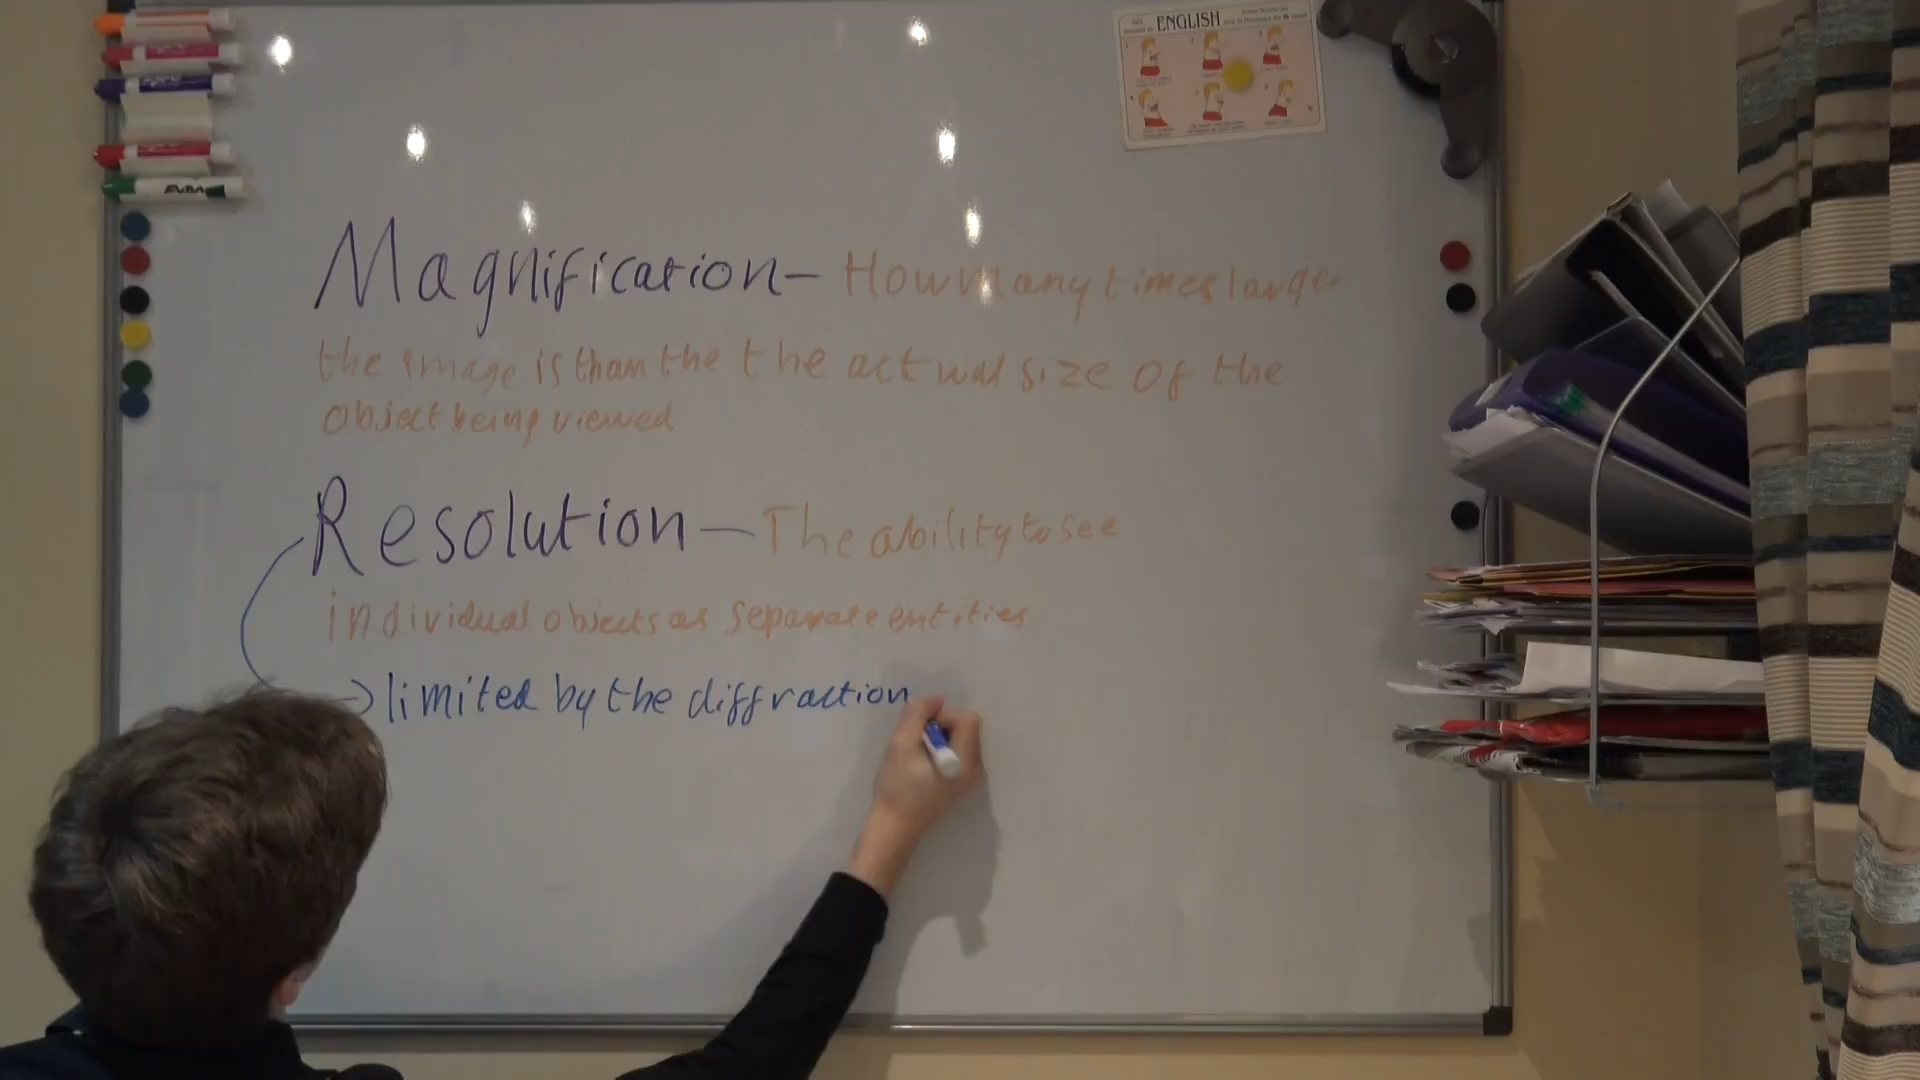 ENGLISH
Magnification – How many times larger
the image is than the the actual size of the
object being viewed
Resolution – The ability to see
individual objects as separate entities
→ limited by the diffraction